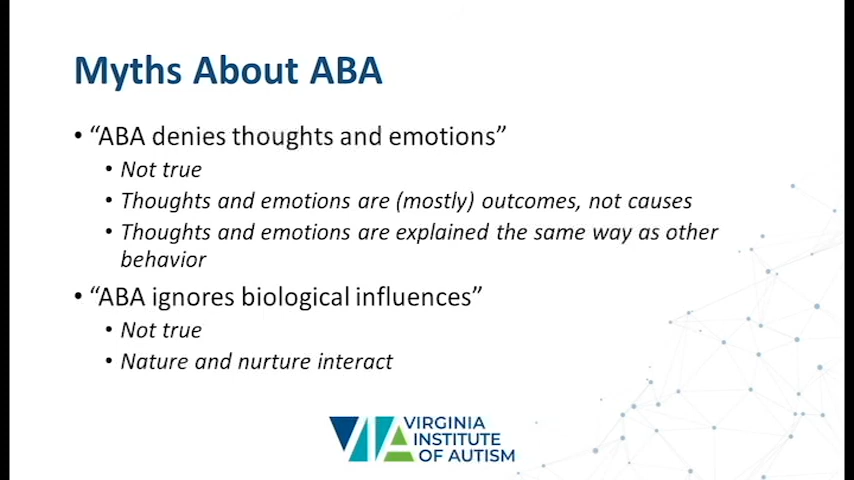 Myths About ABA
• “ABA denies thoughts and emotions”
• Not true
• Thoughts and emotions are (mostly) outcomes, not causes
• Thoughts and emotions are explained the same way as other
behavior
• “ABA ignores biological influences”
• Not true
• Nature and nurture interact
VIA VIRGINIA
INSTITUTE
OF AUTISM